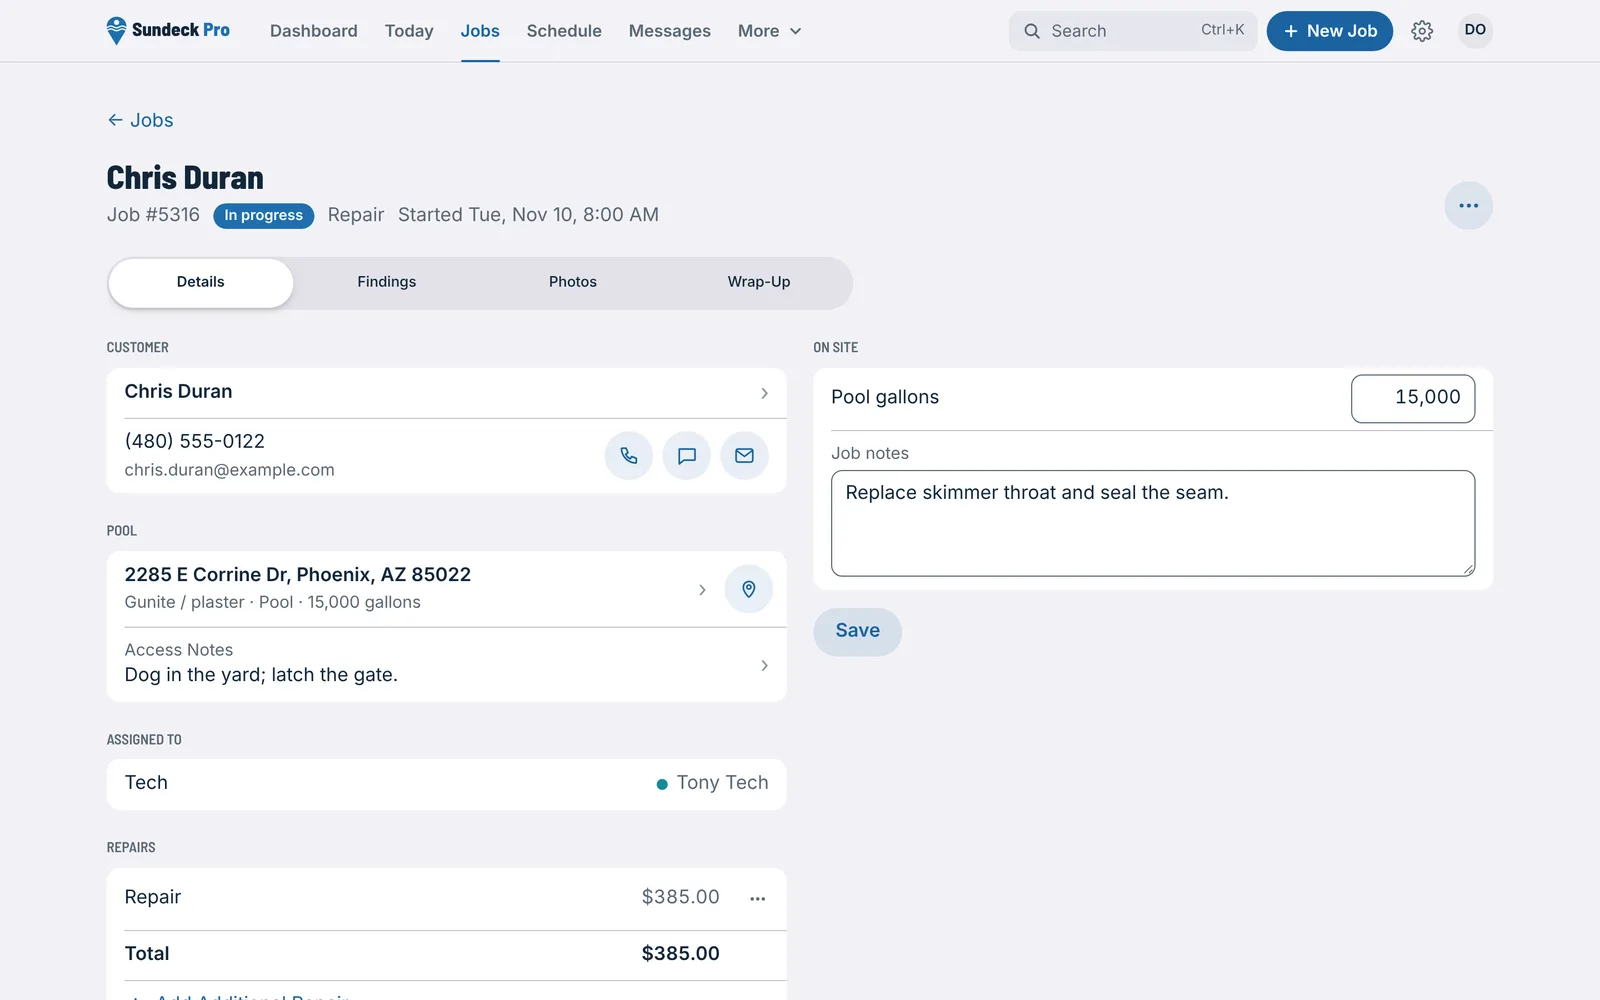 Sundeck Pro
Dashboard
Today
Jobs
Schedule
Messages
More
Search
Ctrl+K
+ New Job
DO
← Jobs
Chris Duran
Job #5316
In progress
Repair
Started Tue, Nov 10, 8:00 AM
Details
Findings
Photos
Wrap-Up
CUSTOMER
Chris Duran
(480) 555-0122
chris.duran@example.com
POOL
2285 E Corrine Dr, Phoenix, AZ 85022
Gunite / plaster · Pool · 15,000 gallons
Access Notes
Dog in the yard; latch the gate.
ASSIGNED TO
Tech
Tony Tech
REPAIRS
Repair
$385.00
Total
$385.00
+ Add Additional Repair
ON SITE
Pool gallons
15,000
Job notes
Replace skimmer throat and seal the seam.
Save